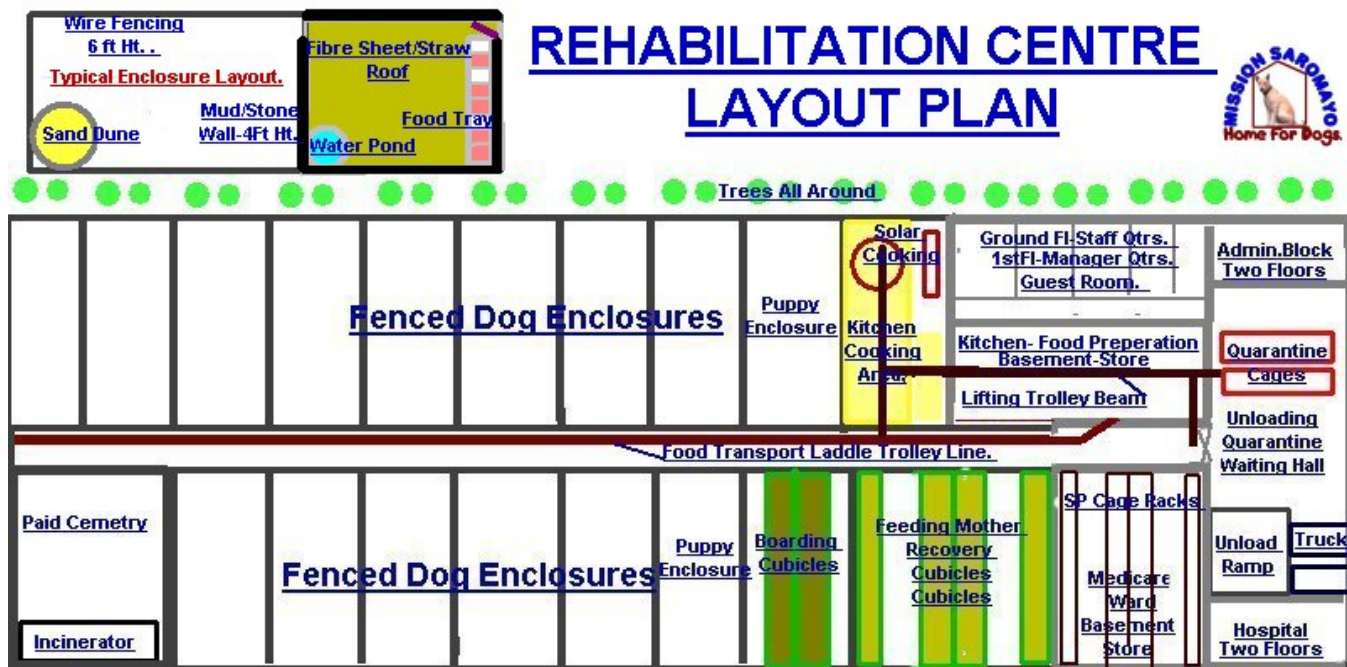 Wire Fencing
6 ft Ht. .
Typical Enclosure Layout.
Sand Dune
Mud/Stone
Wall-4Ft Ht.
Fibre Sheet/Straw
Roof
Food Tray
Water Pond
REHABILITATION CENTRE
LAYOUT PLAN
MISSION SAROMAYO
Home For Dogs.
Trees All Around
Fenced Dog Enclosures
Puppy
Enclosure
Solar
Cooking
Kitchen
Cooking
Area,
Ground Fl-Staff Qtrs.
1stFl-Manager Qtrs.
Guest Room.
Kitchen- Food Preperation
Basement-Store
Lifting Trolley Beam
Admin.Block
Two Floors
Quarantine
Cages
Unloading
Quarantine
Waiting Hall
Food Transport Laddle Trolley Line.
Paid Cemetry
Incinerator
Fenced Dog Enclosures
Puppy
Enclosure
Boarding
Cubicles
Feeding Mother
Recovery
Cubicles
Cubicles
SP Cage Racks
Medicare
Ward
Basement
Store
Unload
Ramp
Truck
Hospital
Two Floors